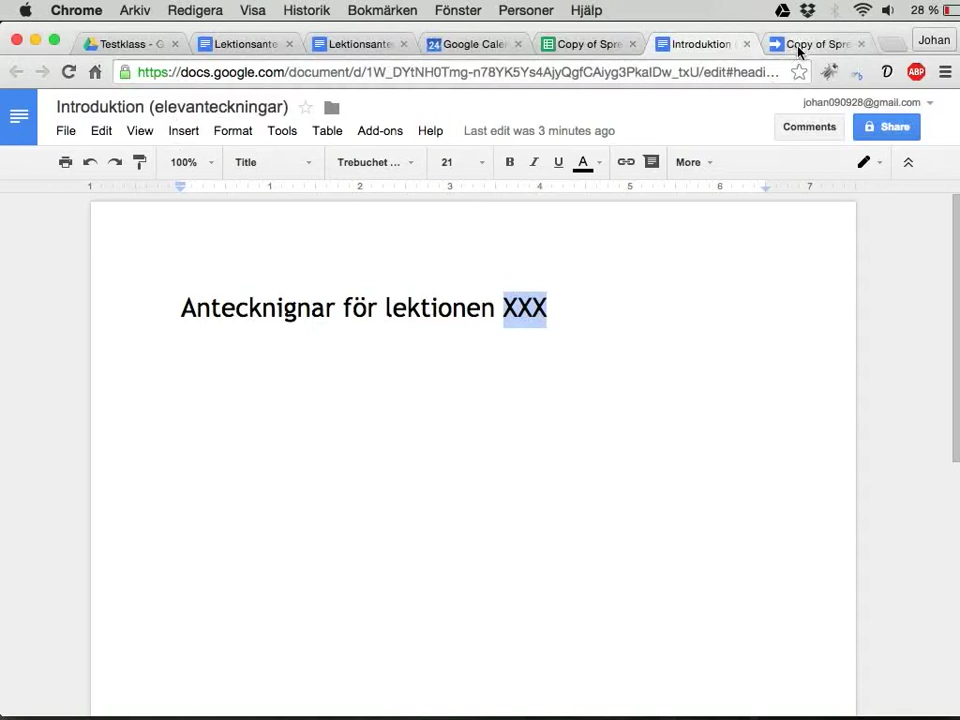 Chrome Arkiv Redigera Visa Historik Bokmärken Fönster Personer Hjälp 28 %
Testklass - G Lektionsante Lektionsante 24 Google Cale Copy of Spre Introduktion Copy of Spre Johan
https://docs.google.com/document/d/1W_DYtNH0Tmg-n78YK5Ys4AjyQgfCAiyg3PkaIDw_txU/edit#headi... D ABP
Introduktion (elevanteckningar) johan090928@gmail.com
File Edit View Insert Format Tools Table Add-ons Help Last edit was 3 minutes ago Comments Share
100% Title Trebuchet ... 21 B I U A More
1 1 2 3 4 5 6 7
Antecknignar för lektionen XXX